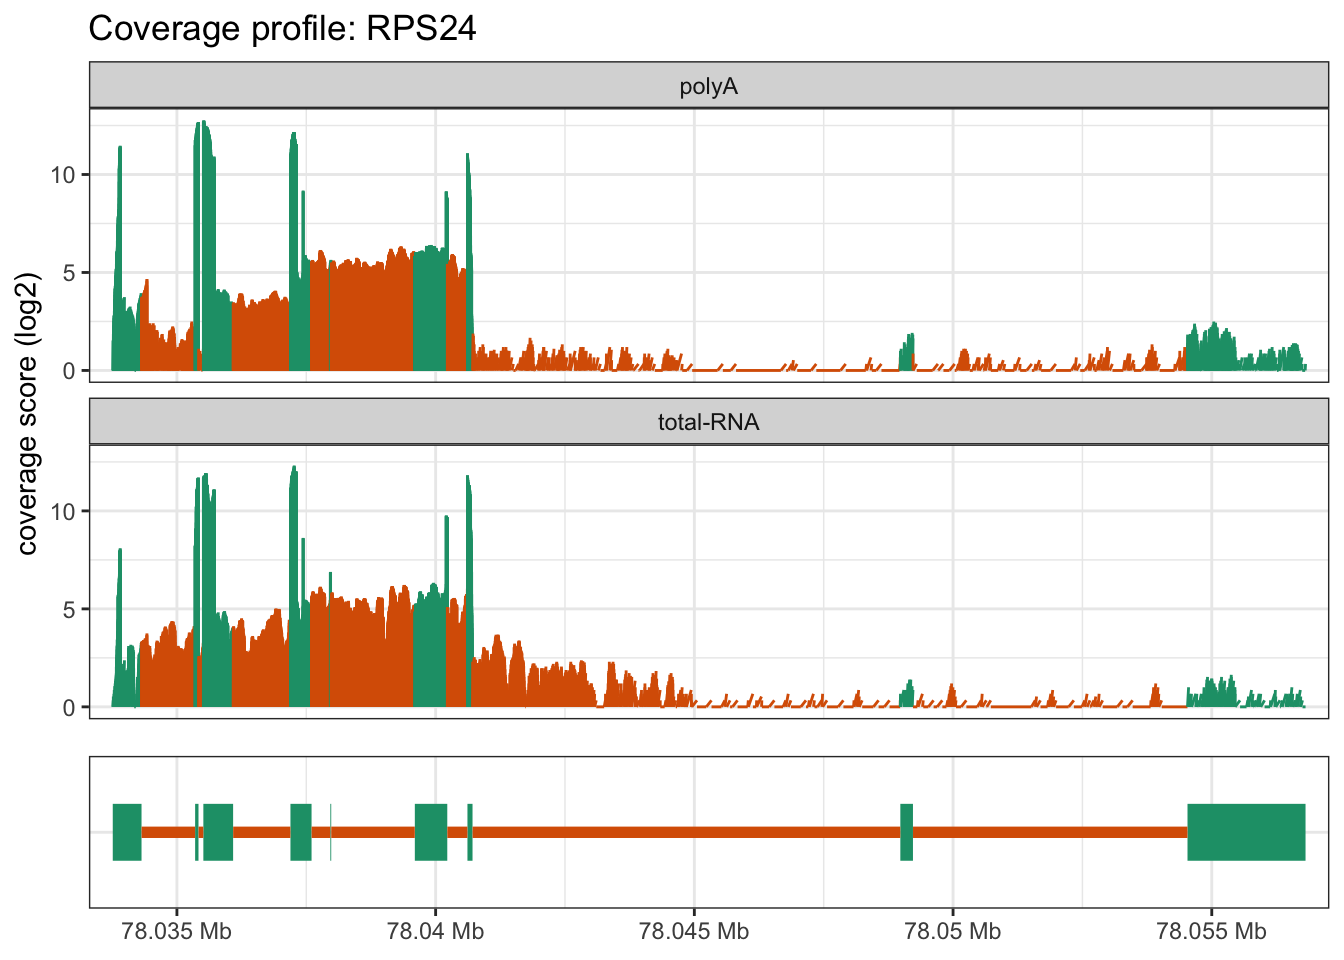 Coverage profile: RPS24
polyA
10
5
0
coverage score (log2)
total-RNA
10
5
0
78.035 Mb
78.04 Mb
78.045 Mb
78.05 Mb
78.055 Mb